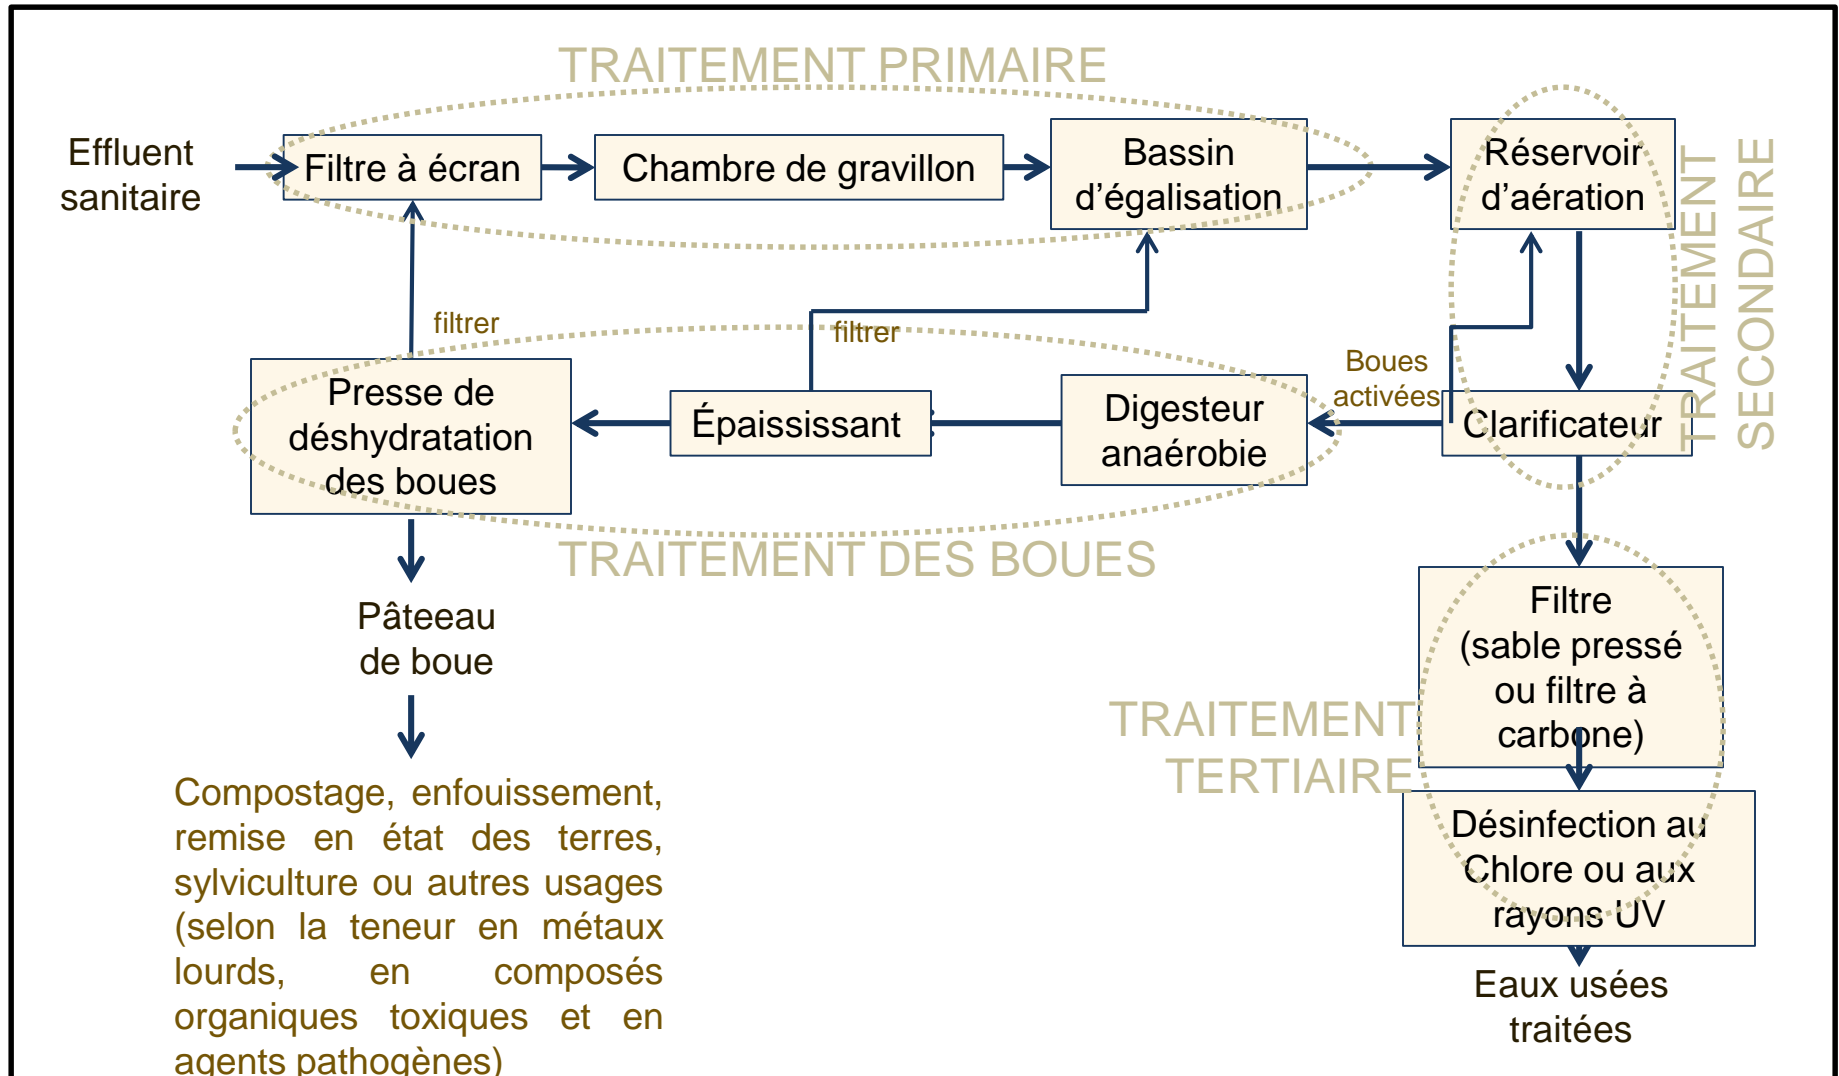 TRAITEMENT PRIMAIRE
Effluent
sanitaire
Filtre à écran
Chambre de gravillon
Bassin
d'égalisation
Réservoir
d'aération
TRAITEMENT
SECONDAIRE
filtrer
filtrer
Boues
activées
Presse de
déshydratation
des boues
Épaississant
Digesteur
anaérobie
Clarificateur
TRAITEMENT DES BOUES
Pâteeau
de boue
Filtre
(sable pressé
ou filtre à
carbone)
TRAITEMENT
TERTIAIRE
Compostage, enfouissement,
remise en état des terres,
sylviculture ou autres usages
(selon la teneur en métaux
lourds, en composés
organiques toxiques et en
agents pathogènes)
Désinfection au
Chlore ou aux
rayons UV
Eaux usées
traitées